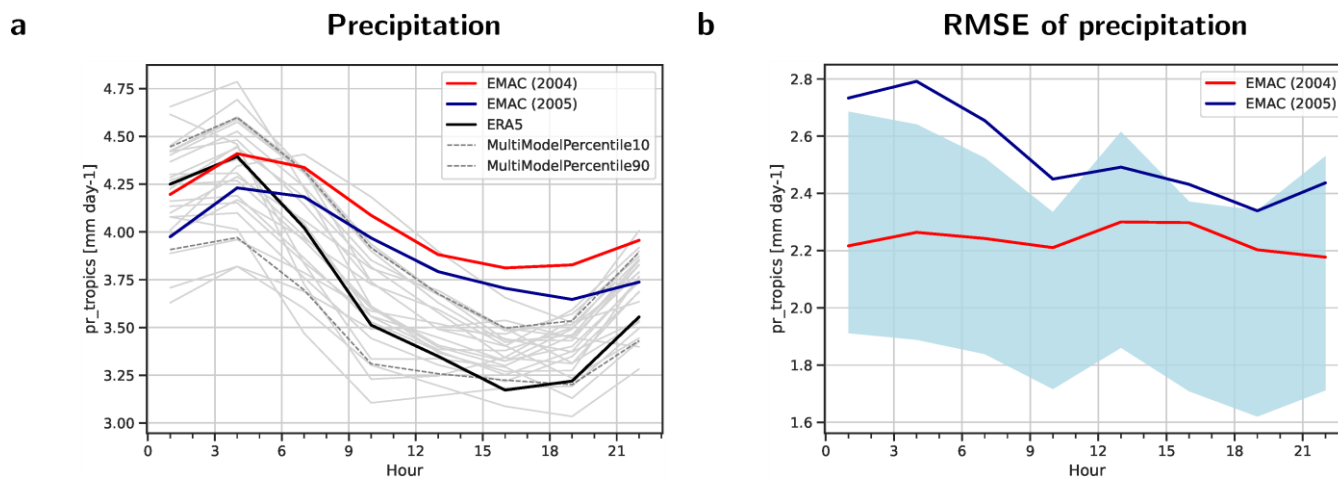 a
Precipitation
pr_tropics [mm day-1]
4.75
4.50
4.25
4.00
3.75
3.50
3.25
3.00
EMAC (2004)
EMAC (2005)
ERA5
MultiModelPercentile10
MultiModelPercentile90
0 3 6 9 12 15 18 21
Hour
b
RMSE of precipitation
pr_tropics [mm day-1]
2.8
2.6
2.4
2.2
2.0
1.8
1.6
EMAC (2004)
EMAC (2005)
0 3 6 9 12 15 18 21
Hour